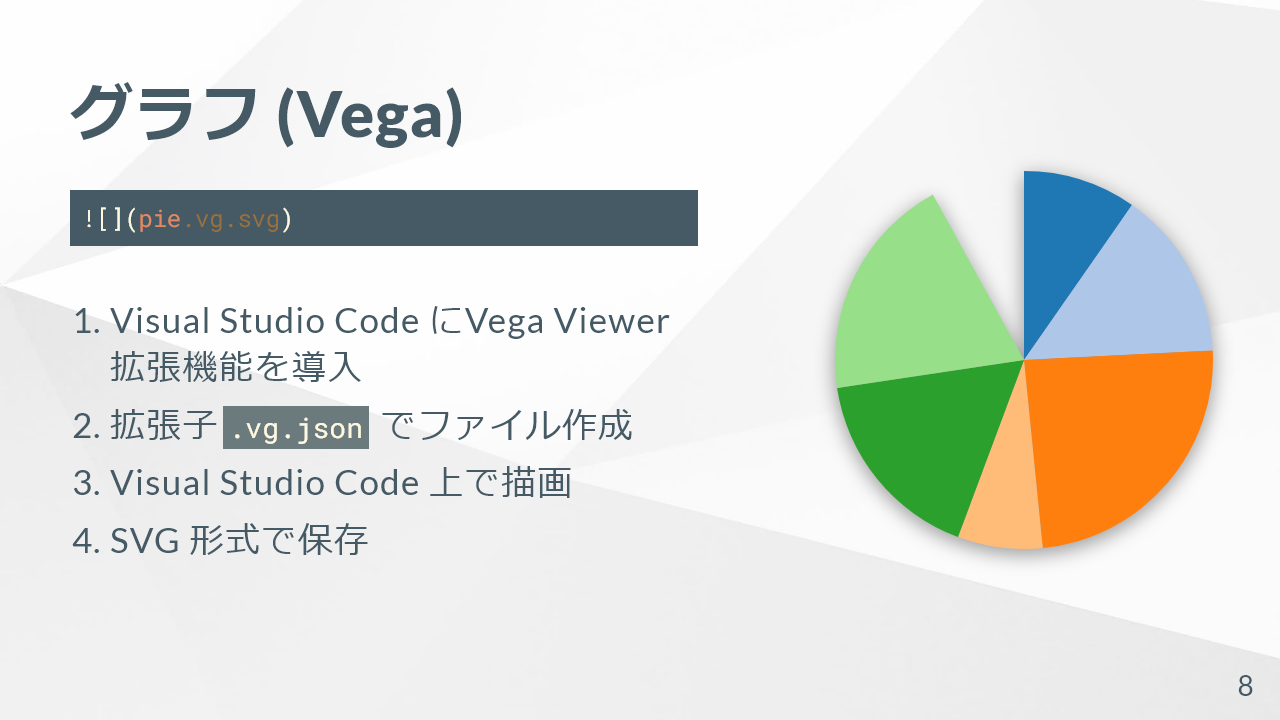 グラフ (Vega)
![](pie.vg.svg)
1. Visual Studio Code にVega Viewer
拡張機能を導入
2. 拡張子 .vg.json でファイル作成
3. Visual Studio Code 上で描画
4. SVG 形式で保存
8